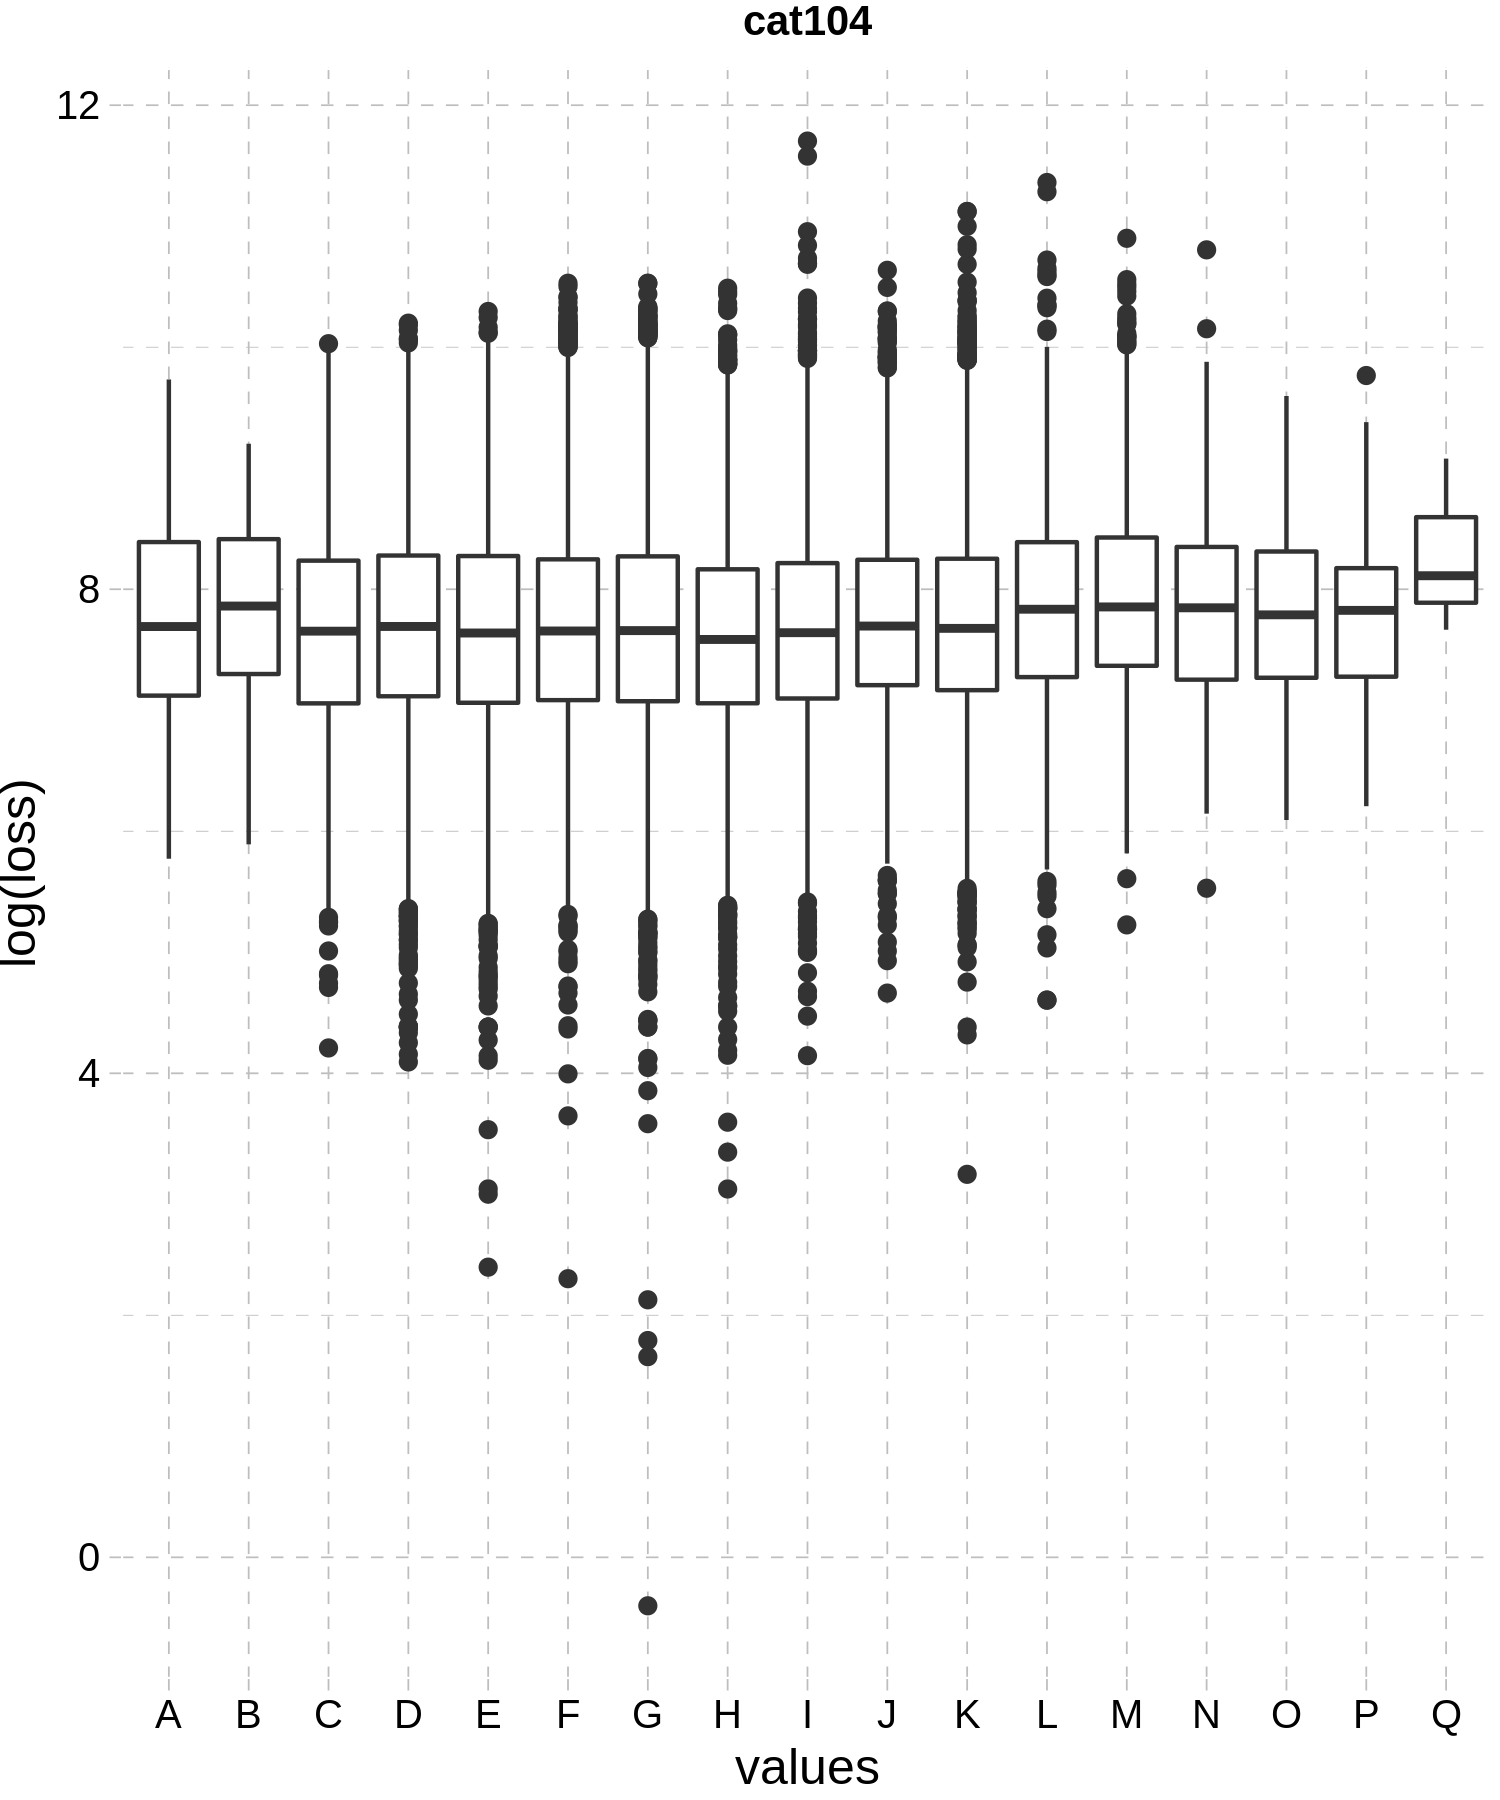 cat104
12
8
4
0
log(loss)
A B C D E F G H I J K L M N O P Q
values